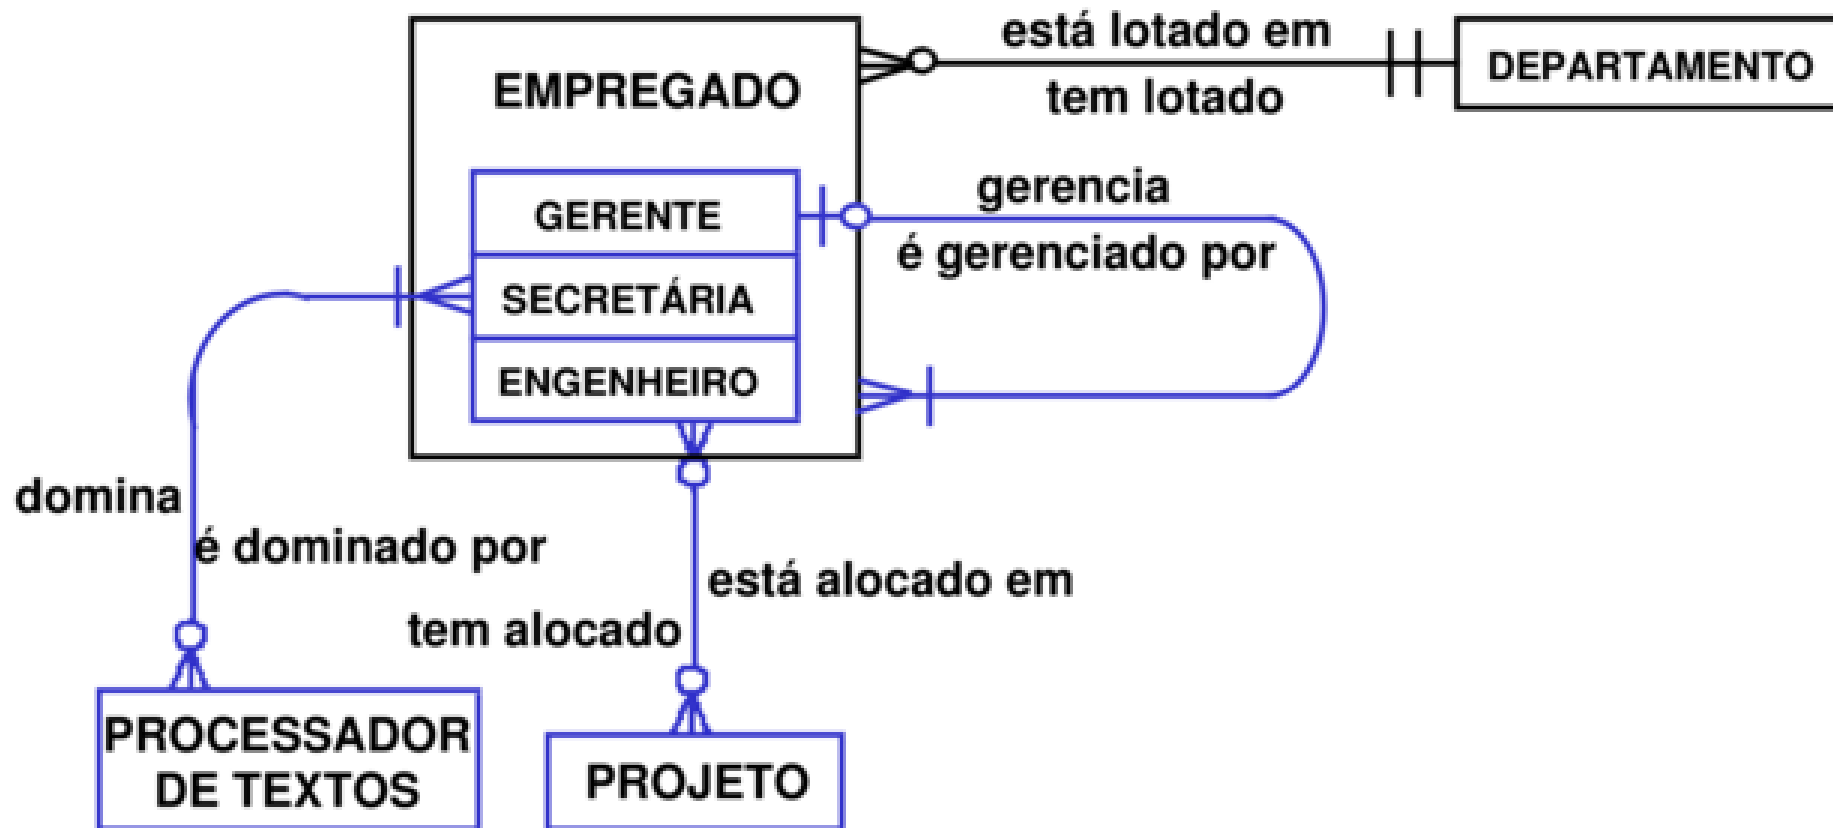 está lotado em
EMPREGADO
DEPARTAMENTO
tem lotado
gerencia
GERENTE
é gerenciado por
SECRETÁRIA
ENGENHEIRO
domina
é dominado por
está alocado em
tem alocado
PROCESSADOR
DE TEXTOS
PROJETO